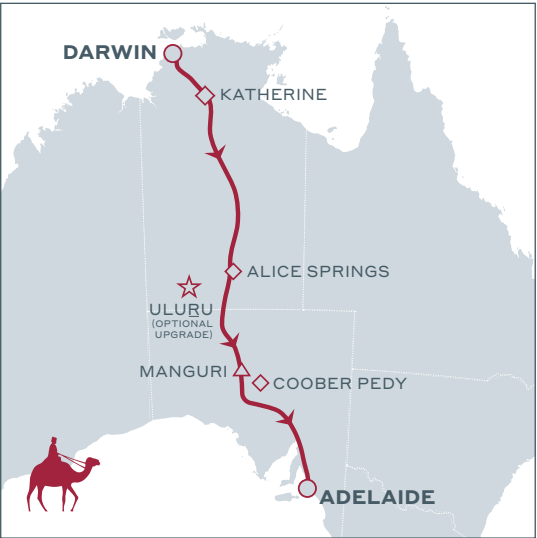 DARWIN
KATHERINE
ALICE SPRINGS
ULURU
(OPTIONAL
UPGRADE)
MANGURI
COOBER PEDY
ADELAIDE